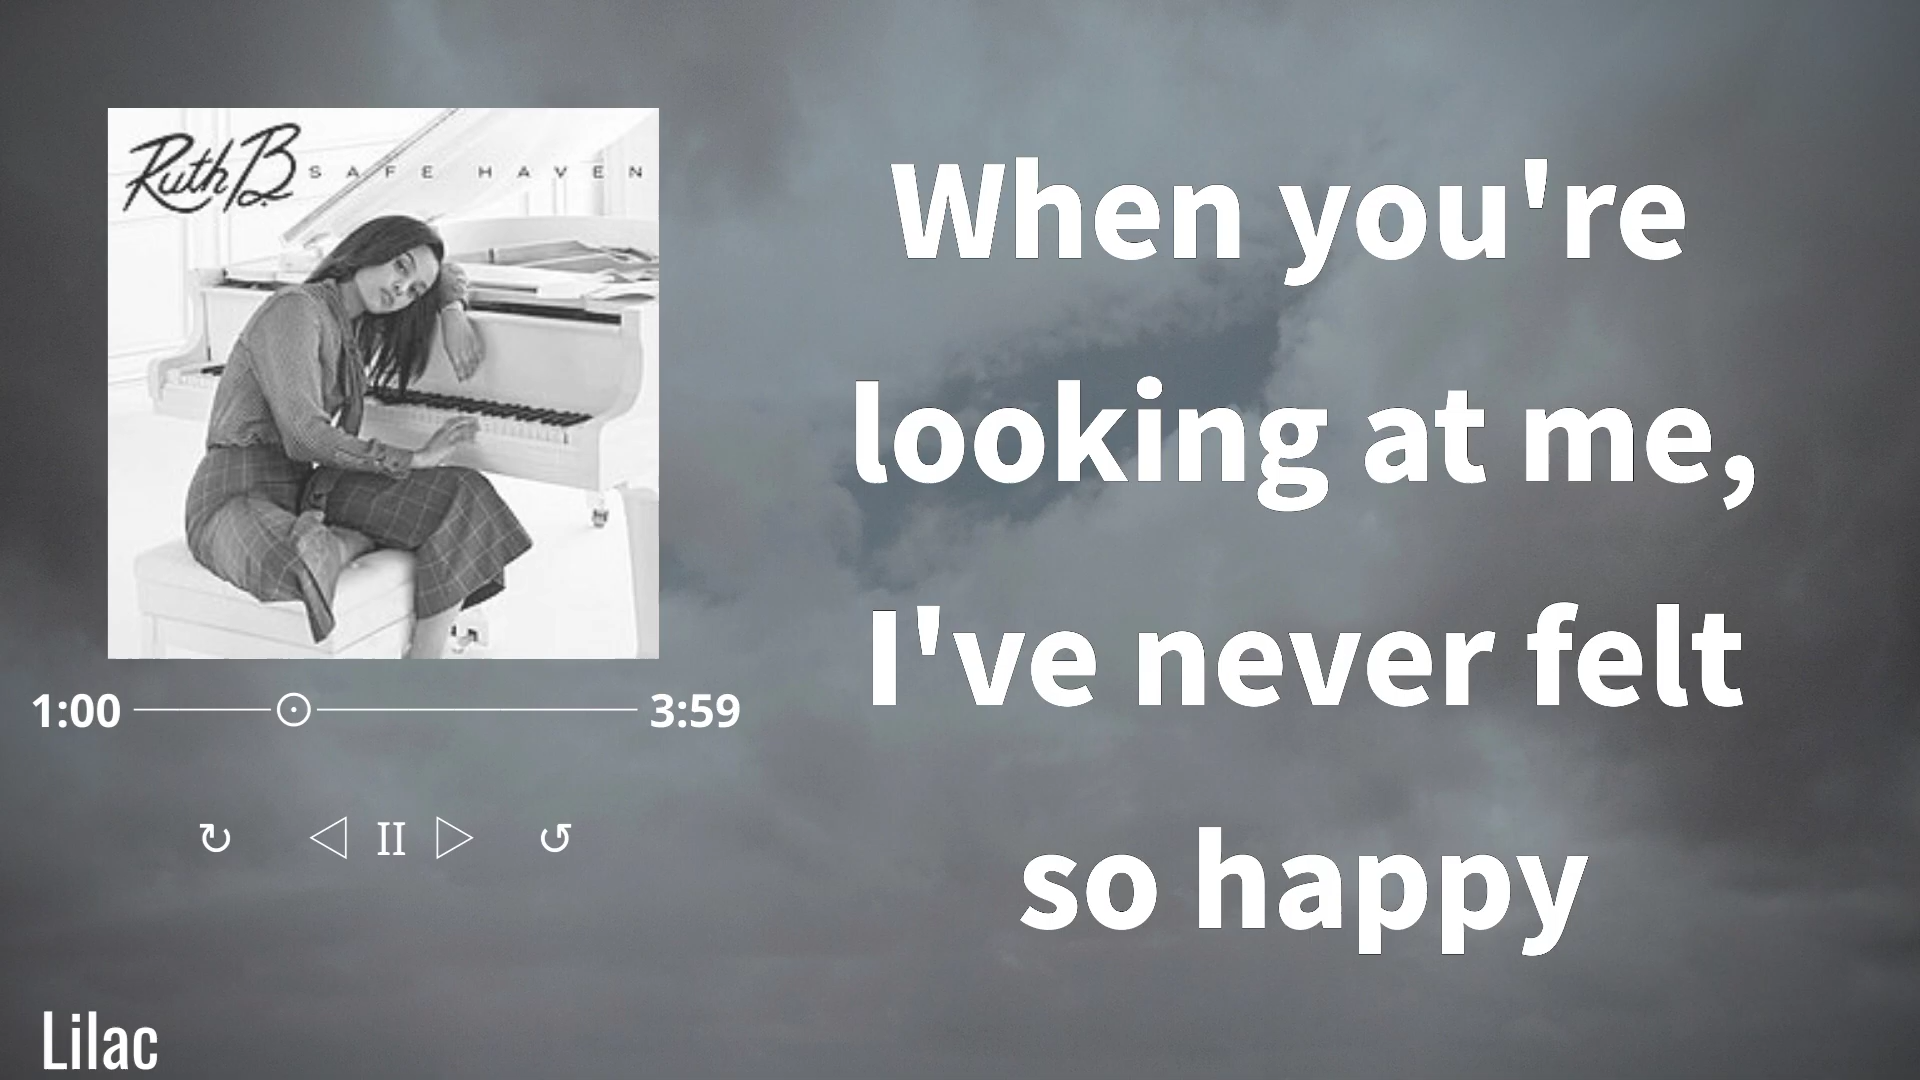 Ruth B SAFE HAVEN
When you're
looking at me,
I've never felt
so happy
1:00 3:59
Lilac